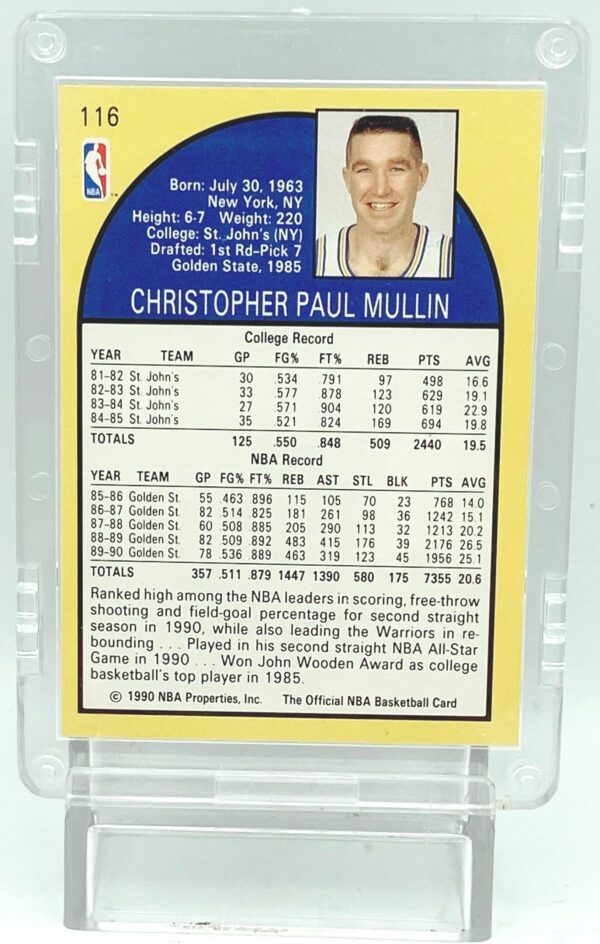 116
NBA
Born: July 30, 1963
New York, NY
Height: 6-7 Weight: 220
College: St. John's (NY)
Drafted: 1st Rd–Pick 7
Golden State, 1985
CHRISTOPHER PAUL MULLIN
College Record
YEAR TEAM GP FG% FT% REB PTS AVG
81–82 St. John's 30 .534 .791 97 498 16.6
82–83 St. John's 33 .577 .878 123 629 19.1
83–84 St. John's 27 .571 .904 120 619 22.9
84–85 St. John's 35 .521 .824 169 694 19.8
TOTALS 125 .550 .848 509 2440 19.5
NBA Record
YEAR TEAM GP FG% FT% REB AST STL BLK PTS AVG
85–86 Golden St. 55 .463 .896 115 105 70 23 768 14.0
86–87 Golden St. 82 .514 .825 181 261 98 36 1242 15.1
87–88 Golden St. 60 .508 .885 205 290 113 32 1213 20.2
88–89 Golden St. 82 .509 .892 483 415 176 39 2176 26.5
89–90 Golden St. 78 .536 .889 463 319 123 45 1956 25.1
TOTALS 357 .511 .879 1447 1390 580 175 7355 20.6
Ranked high among the NBA leaders in scoring, free-throw
shooting and field-goal percentage for second straight
season in 1990, while also leading the Warriors in re-
bounding . . . Played in his second straight NBA All-Star
Game in 1990 . . . Won John Wooden Award as college
basketball's top player in 1985.
© 1990 NBA Properties, Inc. The Official NBA Basketball Card